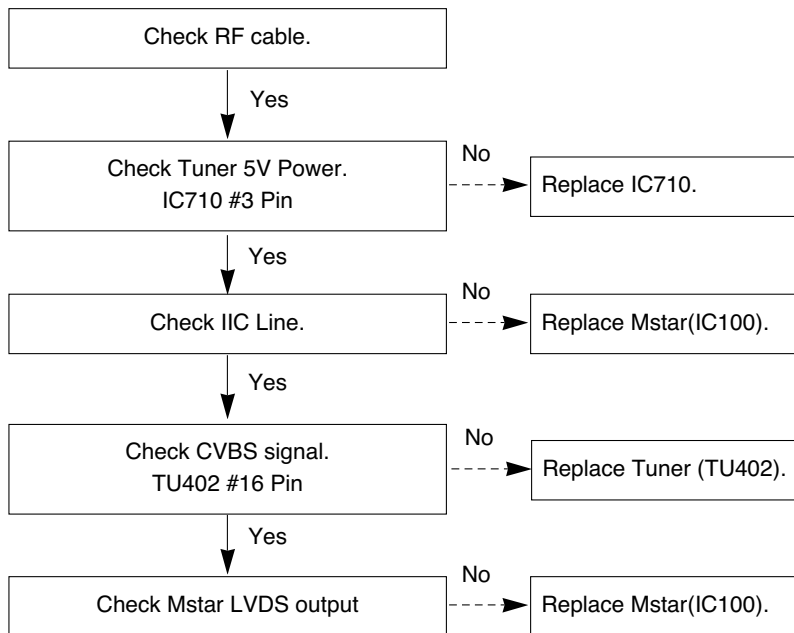 Check RF cable.
Yes
Check Tuner 5V Power.
IC710 #3 Pin
No
Replace IC710.
Yes
Check IIC Line.
No
Replace Mstar(IC100).
Yes
Check CVBS signal.
TU402 #16 Pin
No
Replace Tuner (TU402).
Yes
Check Mstar LVDS output
No
Replace Mstar(IC100).